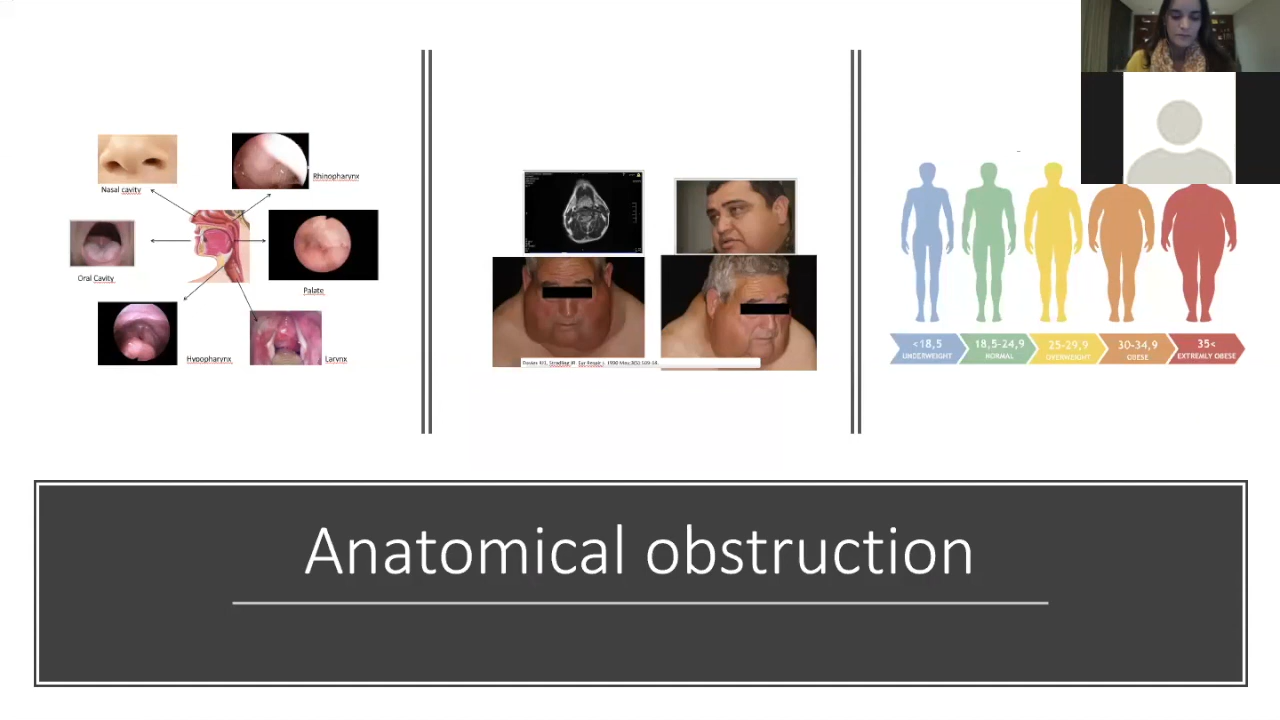 Nasal cavity
Rhinopharynx
Oral Cavity
Palate
Hypopharynx
Larynx
<18,5
UNDERWEIGHT
18,5-24,9
NORMAL
25-29,9
OVERWEIGHT
30-34,9
OBESE
35<
EXTREMLY OBESE
Anatomical obstruction